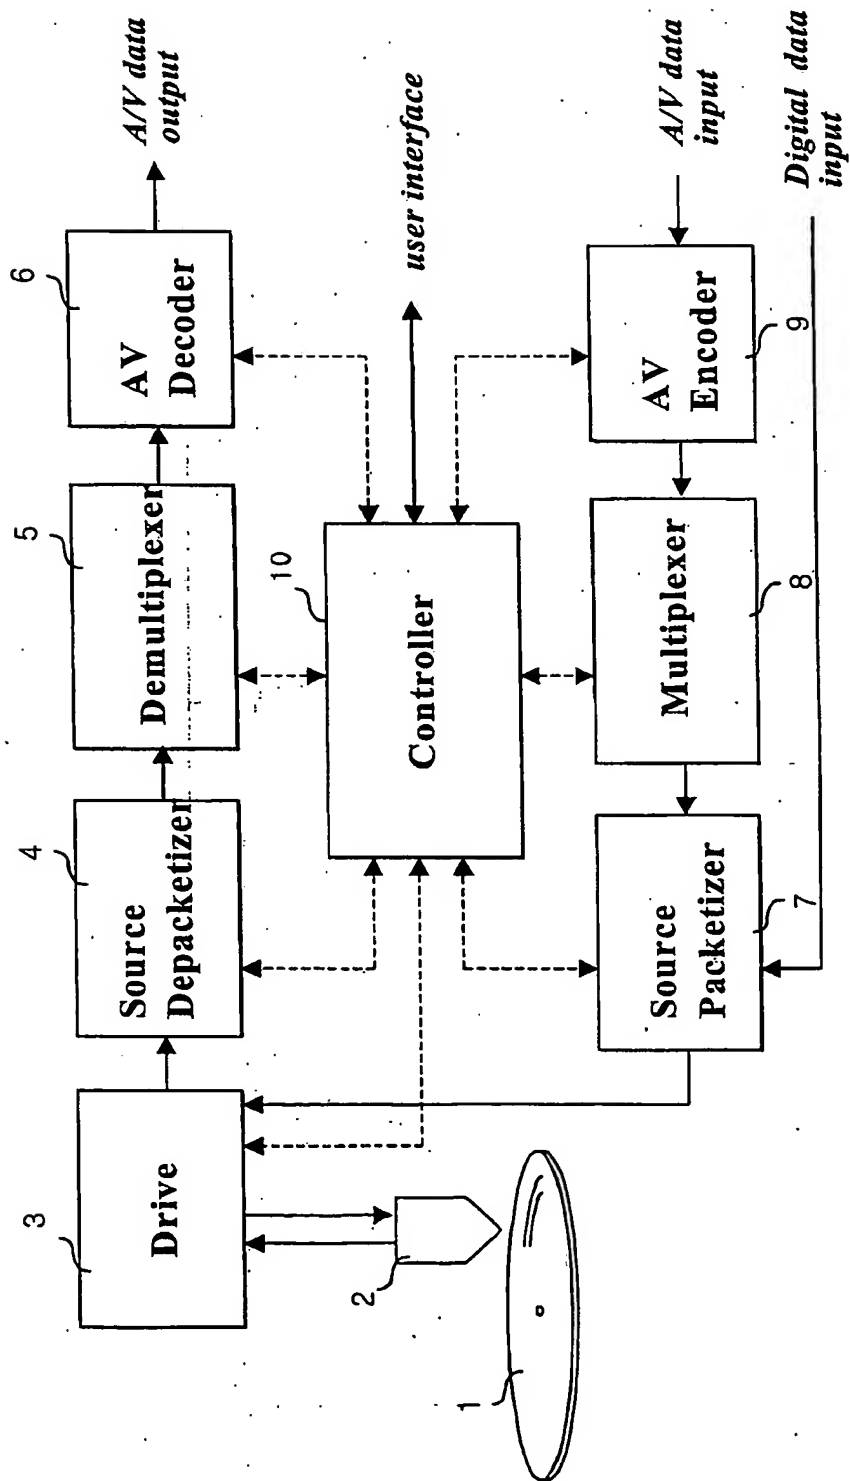 A/V data
output
6
AV
Decoder
5
Demultiplexer
4
Source
Depacketizer
3
Drive
user interface
10
Controller
2
1
A/V data
input
AV
Encoder
9
Multiplexer
8
Source
Packetizer
7
Digital data
input